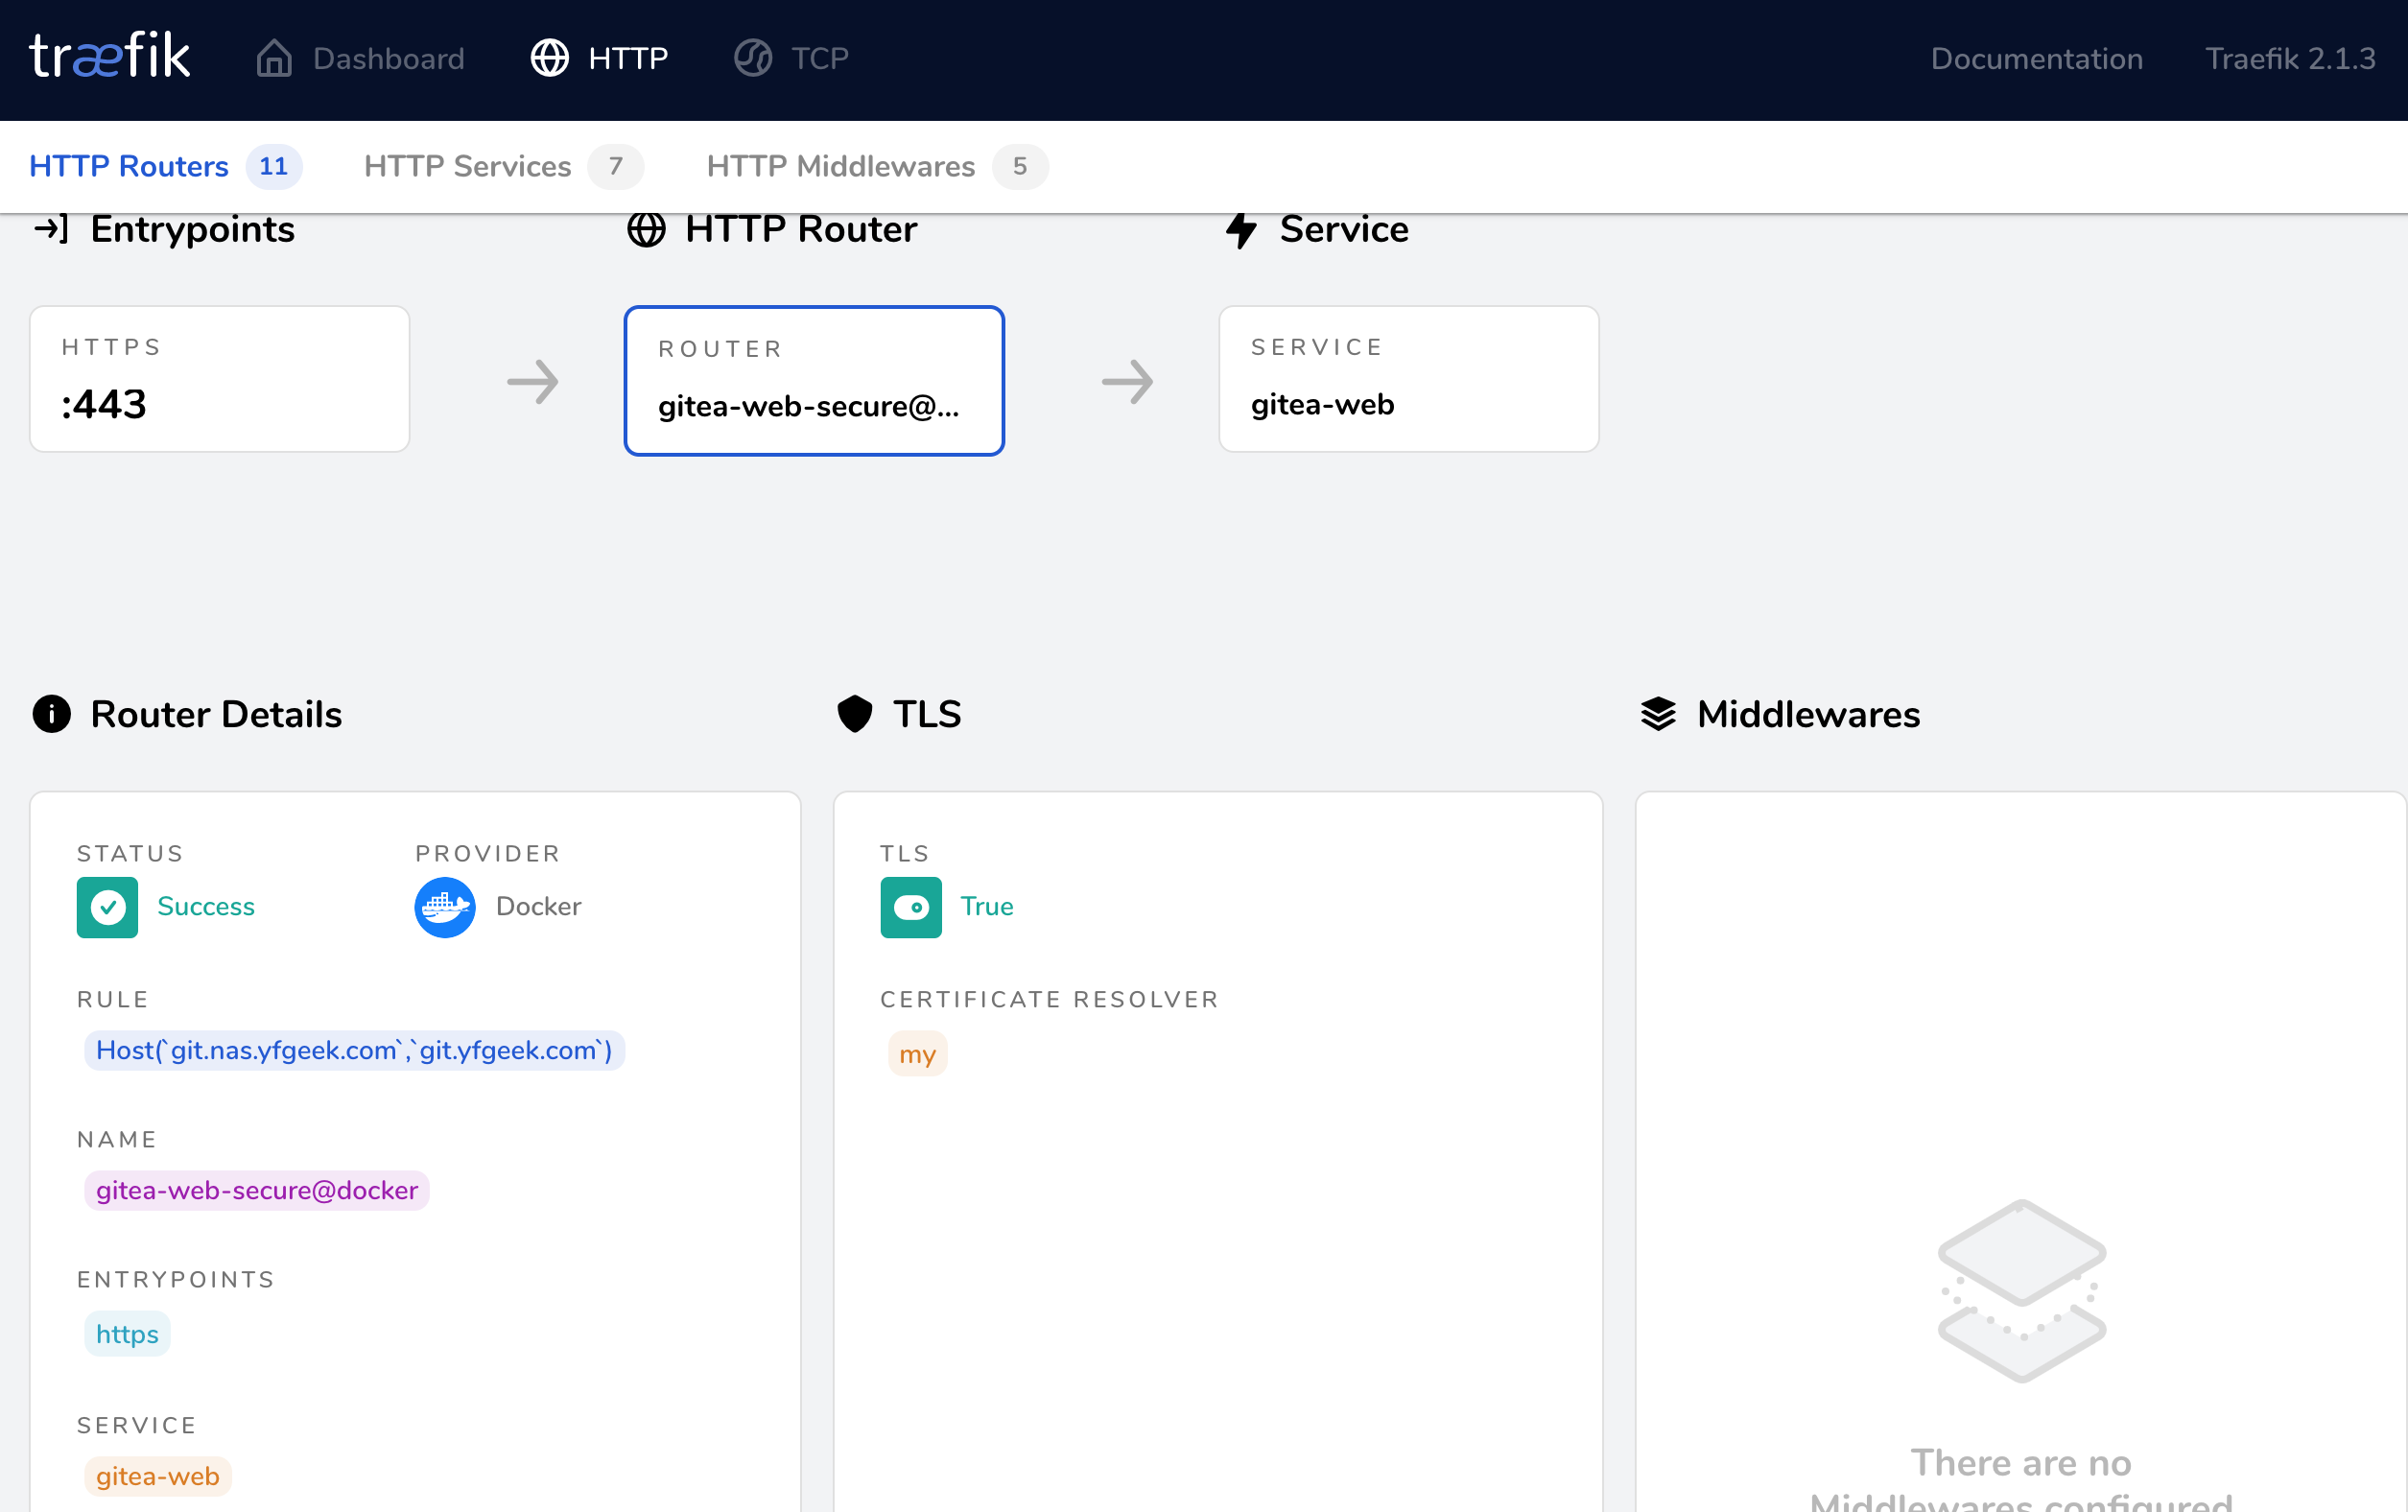 træfik Dashboard HTTP TCP Documentation Traefik 2.1.3
HTTP Routers 11 HTTP Services 7 HTTP Middlewares 5
Entrypoints HTTP Router Service
HTTPS
:443
ROUTER
gitea-web-secure@...
SERVICE
gitea-web
Router Details
STATUS PROVIDER
Success Docker
RULE
Host(`git.nas.yfgeek.com`,`git.yfgeek.com`)
NAME
gitea-web-secure@docker
ENTRYPOINTS
https
SERVICE
gitea-web
TLS
TLS
True
CERTIFICATE RESOLVER
my
Middlewares
There are no
Middlewares configured